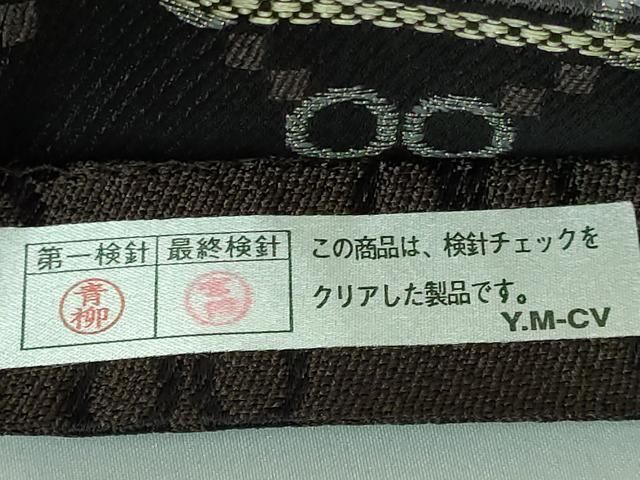 第一検針 最終検針
青柳
この商品は、検針チェックを
クリアした製品です。
Y.M-CV